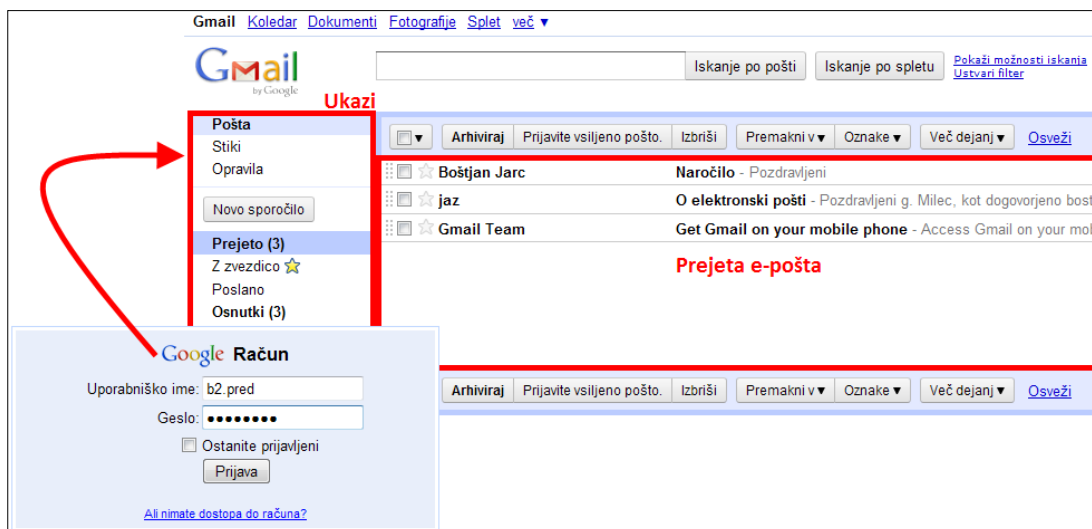 Gmail Koledar Dokumenti Fotografije Splet več ▼
Gmail
by Google
Iskanje po pošti Iskanje po spletu Pokaži možnosti iskanja
Ustvari filter
Ukazi
Pošta
Stiki
Opravila
Novo sporočilo
Prejeto (3)
Z zvezdico
Poslano
Osnutki (3)
Arhiviraj Prijavite vsiljeno pošto. Izbriši Premakni v ▼ Oznake ▼ Več dejanj ▼ Osveži
Boštjan Jarc Naročilo - Pozdravljeni
jaz O elektronski pošti - Pozdravljeni g. Milec, kot dogovorjeno bost
Gmail Team Get Gmail on your mobile phone - Access Gmail on your mob
Prejeta e-pošta
Arhiviraj Prijavite vsiljeno pošto. Izbriši Premakni v ▼ Oznake ▼ Več dejanj ▼ Osveži
Google Račun
Uporabniško ime: b2.pred
Geslo: ••••••••
Ostanite prijavljeni
Prijava
Ali nimate dostopa do računa?